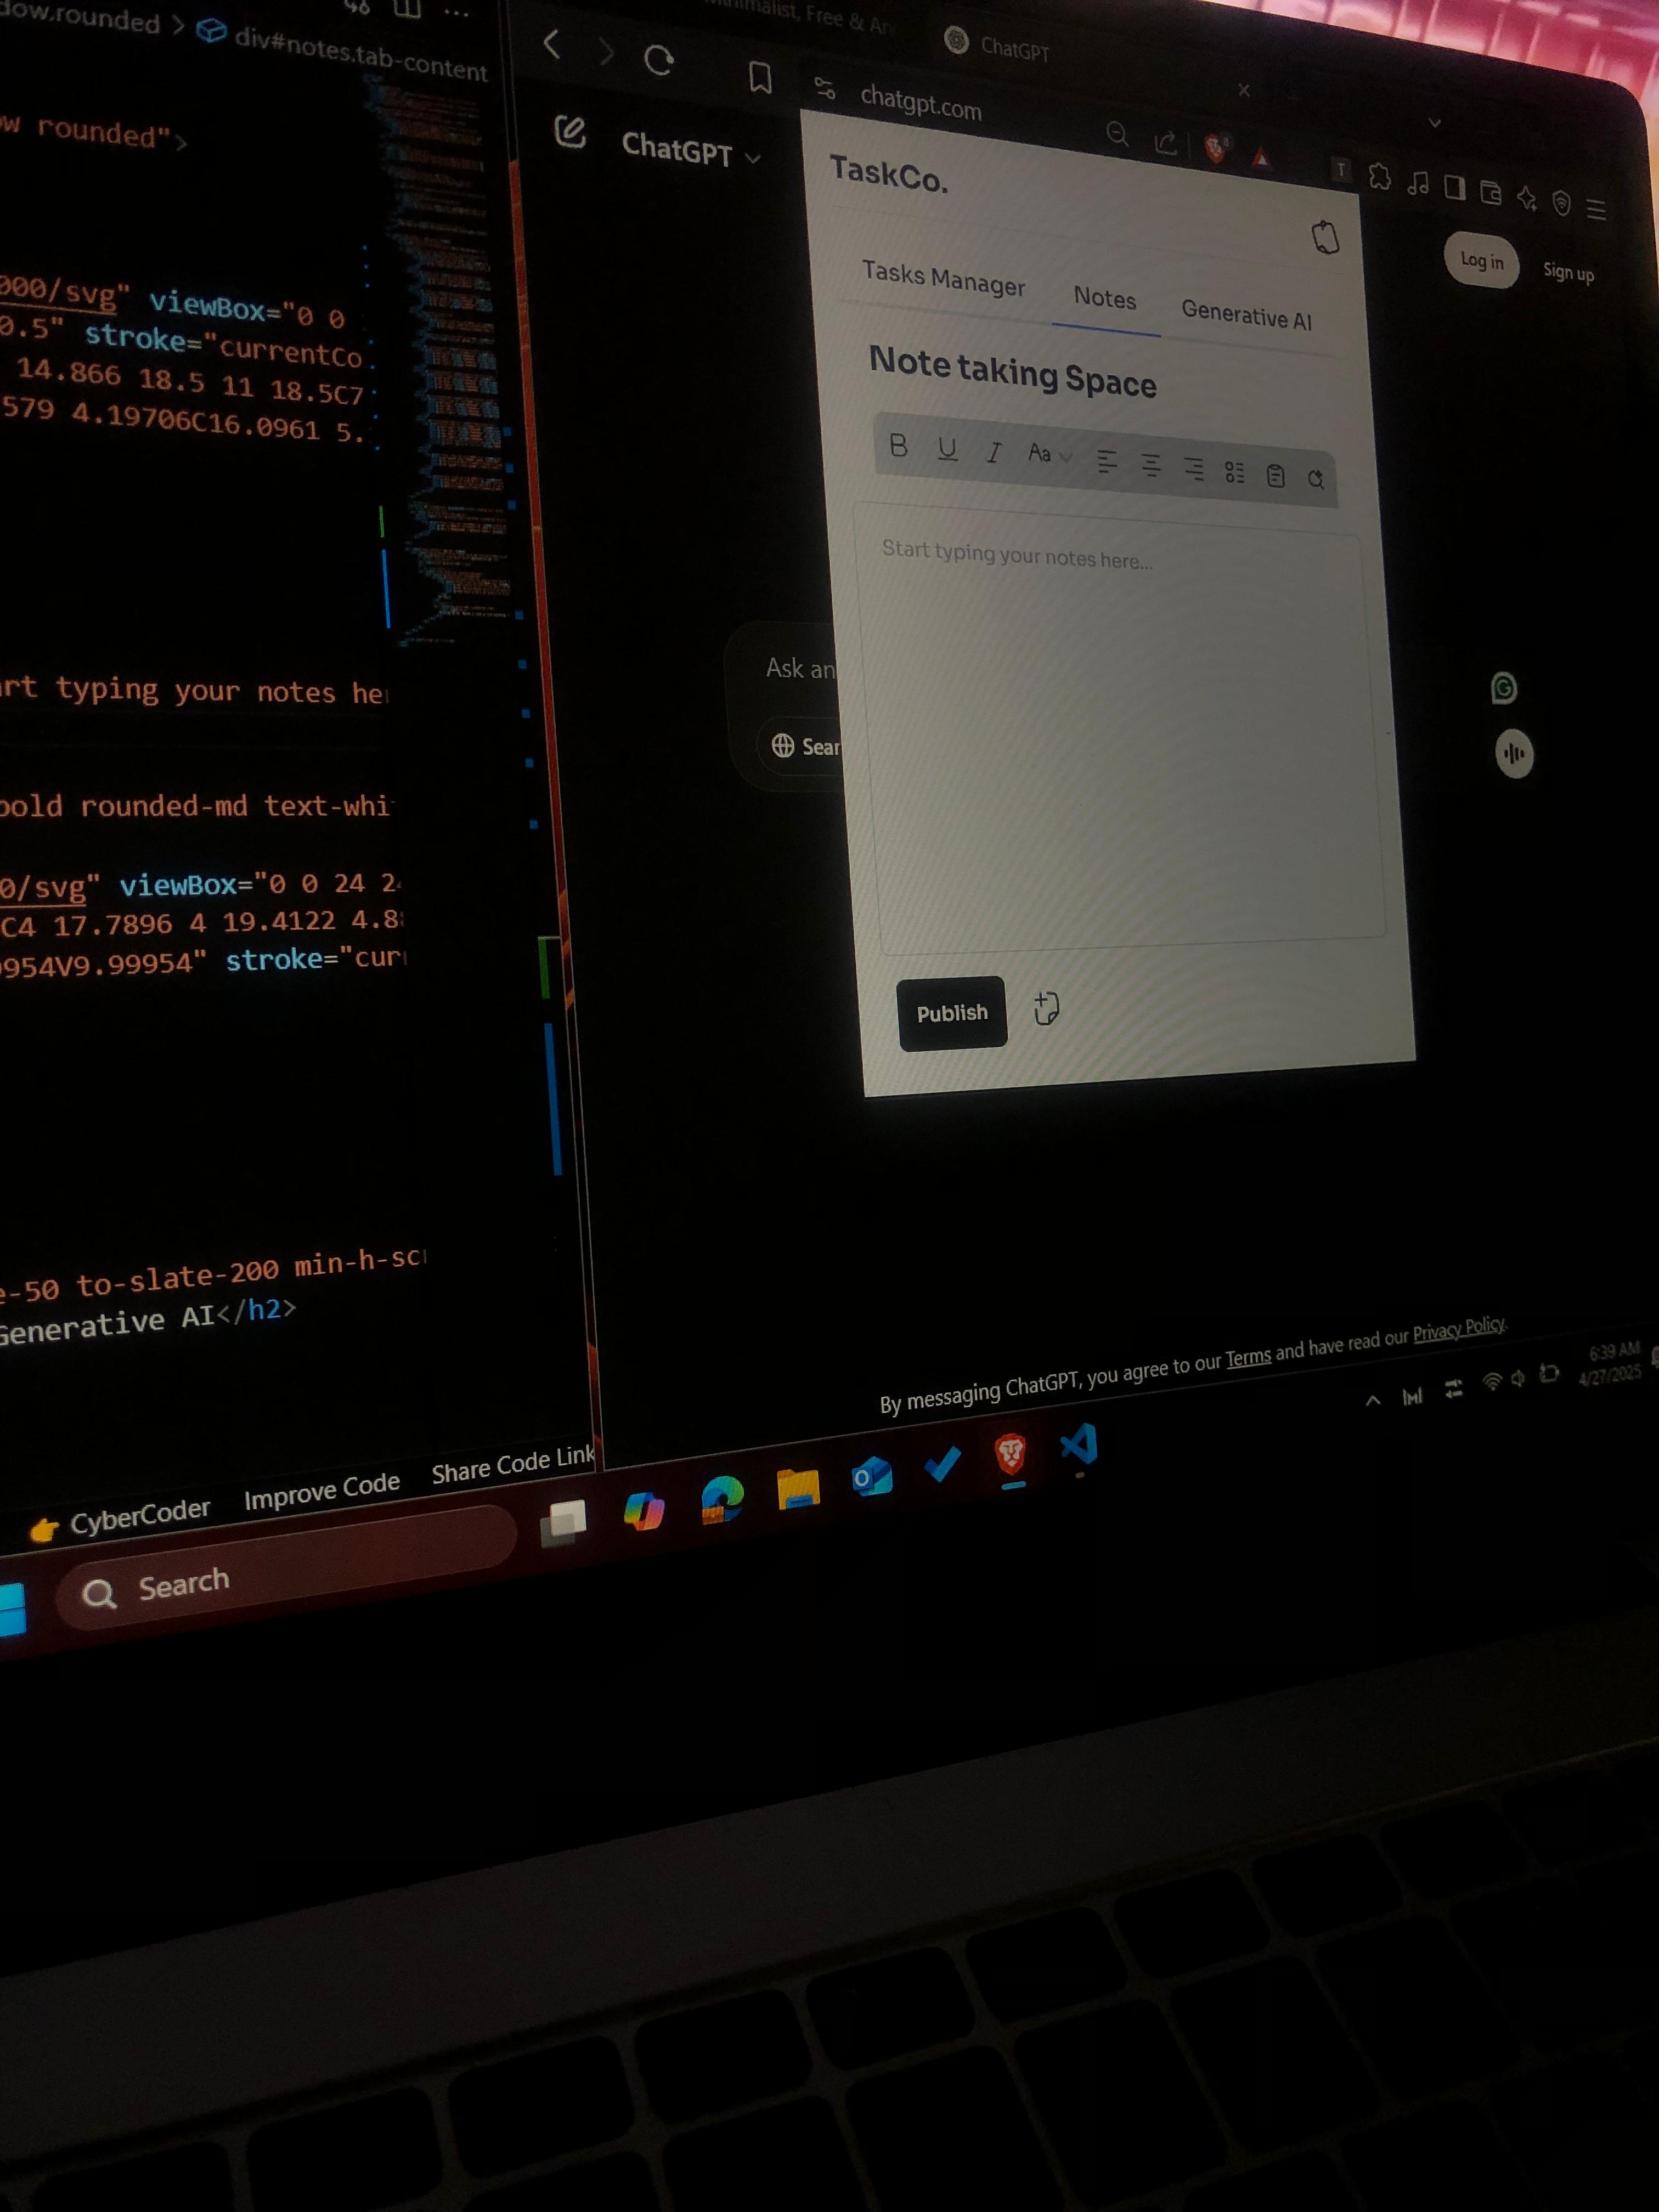 dow.rounded > div#notes.tab-content
w rounded">
000/svg" viewBox="0 0
0.5" stroke="currentCo
14.866 18.5 11 18.5C7
579 4.19706C16.0961 5.
rt typing your notes he
bold rounded-md text-whi
0/svg" viewBox="0 0 24 2
C4 17.7896 4 19.4122 4.8
954V9.99954" stroke="cur
e-50 to-slate-200 min-h-sc
Generative AI</h2>
CyberCoder Improve Code Share Code Link
Minimalist, Free & An
ChatGPT
chatgpt.com
ChatGPT
Log in Sign up
TaskCo.
Tasks Manager Notes Generative AI
Note taking Space
B U I Aa
Start typing your notes here...
Publish
Ask an
Sear
By messaging ChatGPT, you agree to our Terms and have read our Privacy Policy.
Search
6:39 AM
4/27/2025